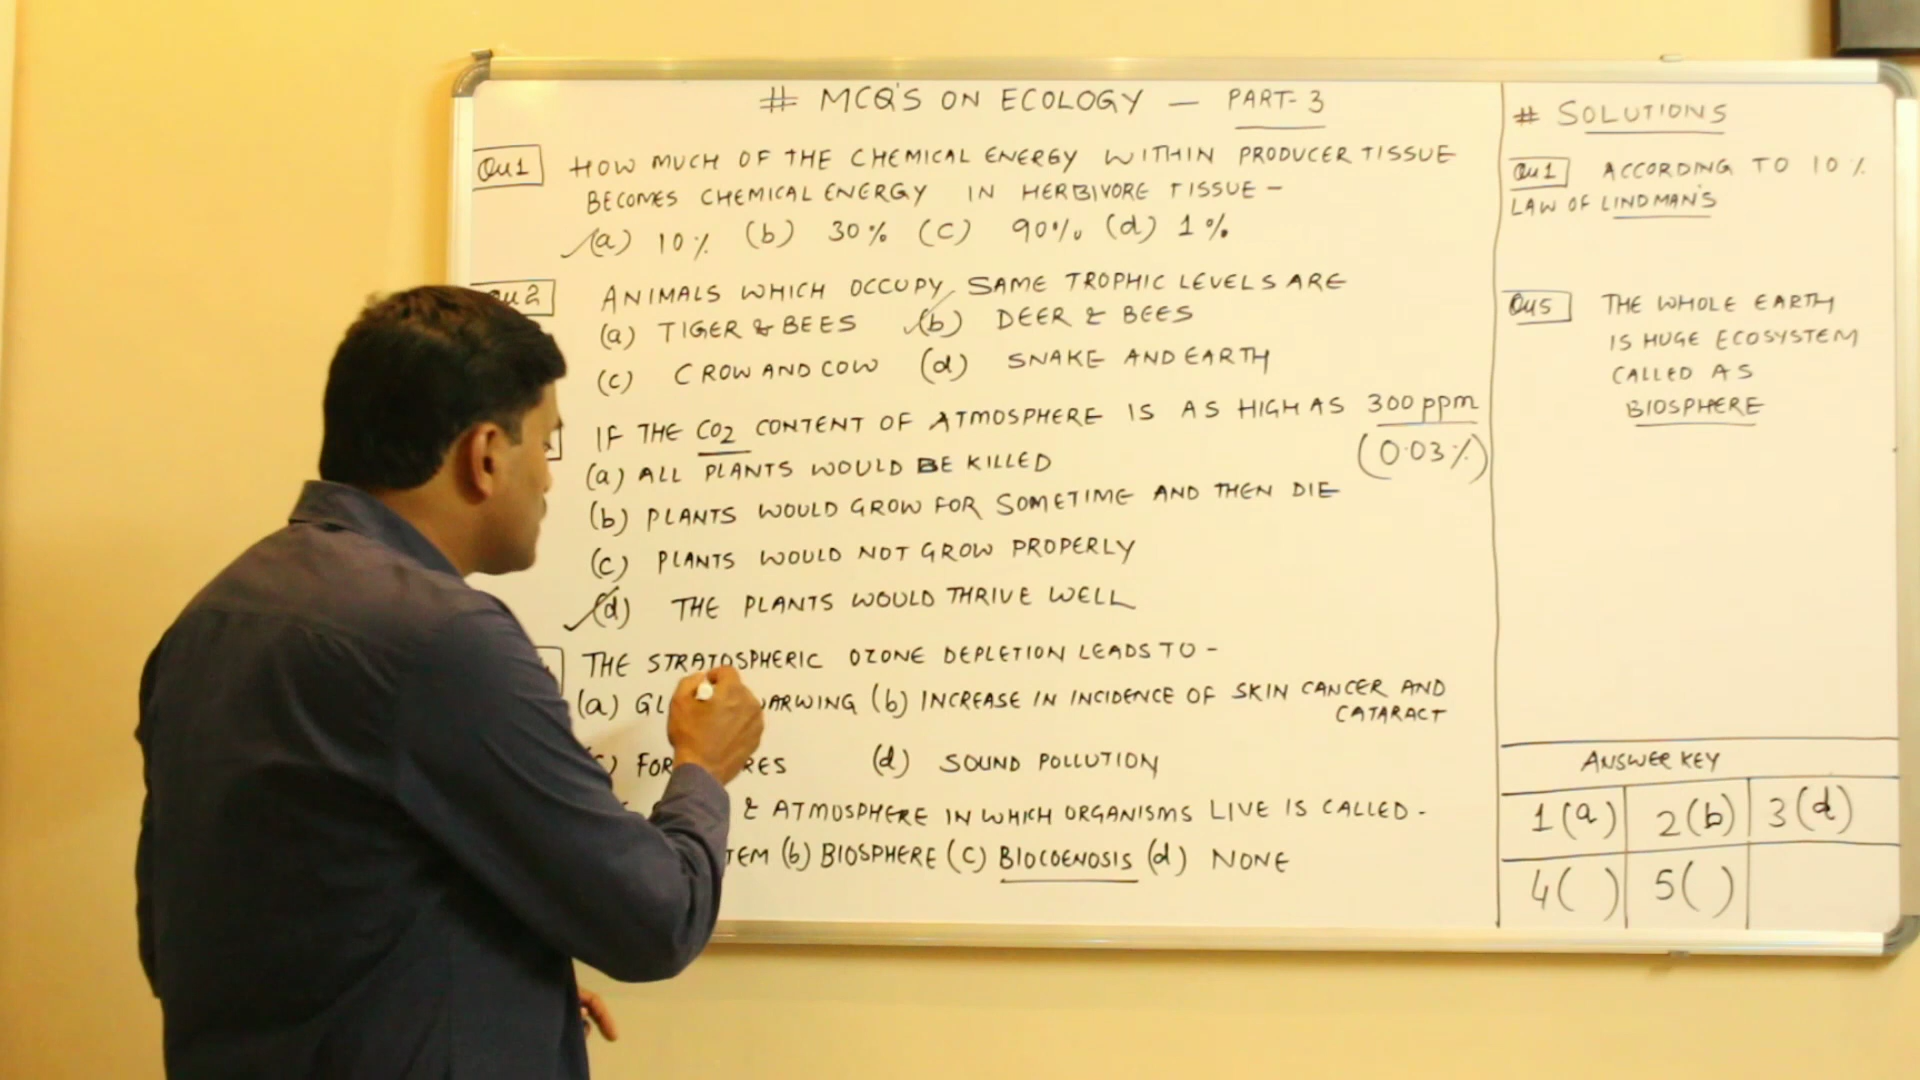 # MCQ'S ON ECOLOGY — PART-3
Qu1 HOW MUCH OF THE CHEMICAL ENERGY WITHIN PRODUCER TISSUE
BECOMES CHEMICAL ENERGY IN HERBIVORE TISSUE -
(a) 10% (b) 30% (c) 90% (d) 1%
Qu2 ANIMALS WHICH OCCUPY SAME TROPHIC LEVELS ARE
(a) TIGER & BEES (b) DEER & BEES
(c) CROW AND COW (d) SNAKE AND EARTH
IF THE CO2 CONTENT OF ATMOSPHERE IS AS HIGH AS 300 ppm
(0.03%)
(a) ALL PLANTS WOULD BE KILLED
(b) PLANTS WOULD GROW FOR SOMETIME AND THEN DIE
(c) PLANTS WOULD NOT GROW PROPERLY
(d) THE PLANTS WOULD THRIVE WELL
THE STRATOSPHERIC OZONE DEPLETION LEADS TO -
(a) GL WARWING (b) INCREASE IN INCIDENCE OF SKIN CANCER AND
CATARACT
FOR RES (d) SOUND POLLUTION
& ATMOSPHERE IN WHICH ORGANISMS LIVE IS CALLED -
TEM (b) BIOSPHERE (c) BIOCOENOSIS (d) NONE
# SOLUTIONS
Qu1 ACCORDING TO 10%
LAW OF LINDMAN'S
Qu5 THE WHOLE EARTH
IS HUGE ECOSYSTEM
CALLED AS
BIOSPHERE
ANSWER KEY
1(a) 2(b) 3(d)
4( ) 5( )